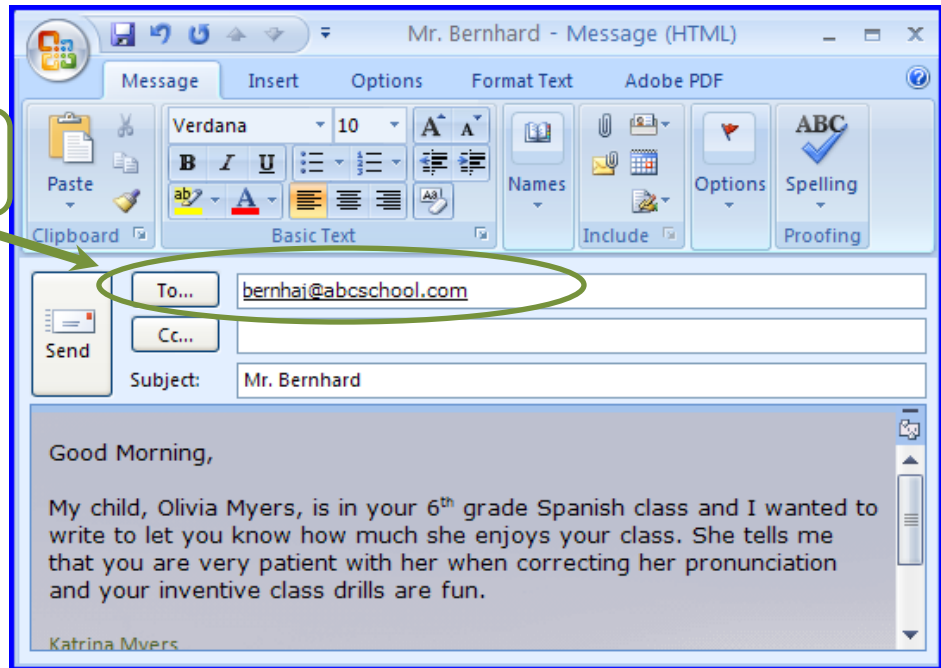 Mr. Bernhard - Message (HTML)
Message Insert Options Format Text Adobe PDF
Verdana 10 A A ABC
B I U
Paste Names Options Spelling
ab A Aa
Clipboard Basic Text Include Proofing
To... bernhaj@abcschool.com
Cc...
Send
Subject: Mr. Bernhard
Good Morning,
My child, Olivia Myers, is in your 6th grade Spanish class and I wanted to
write to let you know how much she enjoys your class. She tells me
that you are very patient with her when correcting her pronunciation
and your inventive class drills are fun.
Katrina Myers